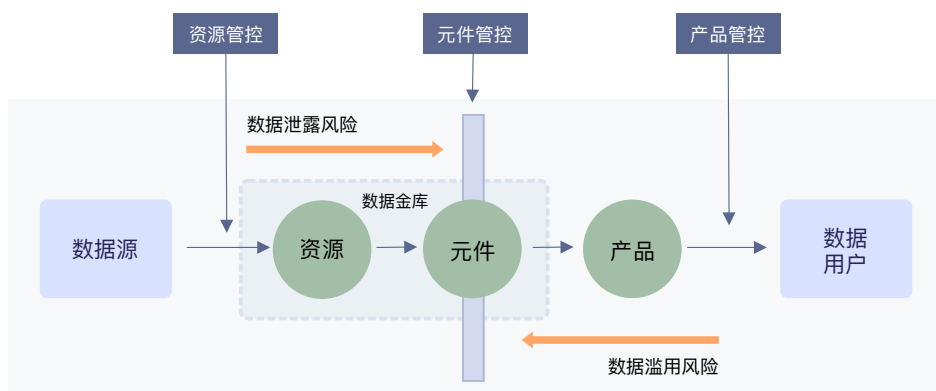 资源管控
元件管控
产品管控
数据泄露风险
数据金库
数据源
资源
元件
产品
数据
用户
数据滥用风险